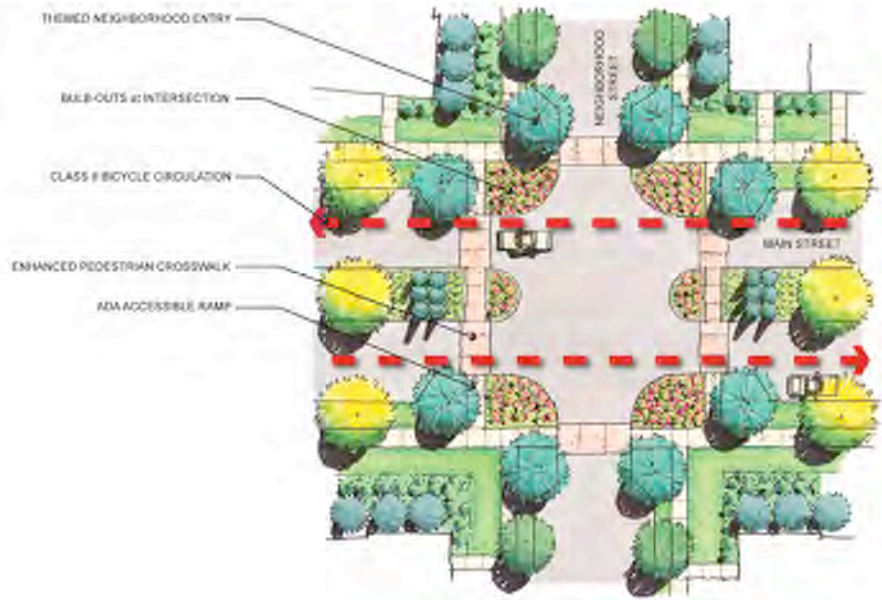 THEMED NEIGHBORHOOD ENTRY
NEIGHBORHOOD
STREET
BULB-OUTS at INTERSECTION
CLASS II BICYCLE CIRCULATION
MAIN STREET
ENHANCED PEDESTRIAN CROSSWALK
ADA ACCESSIBLE RAMP